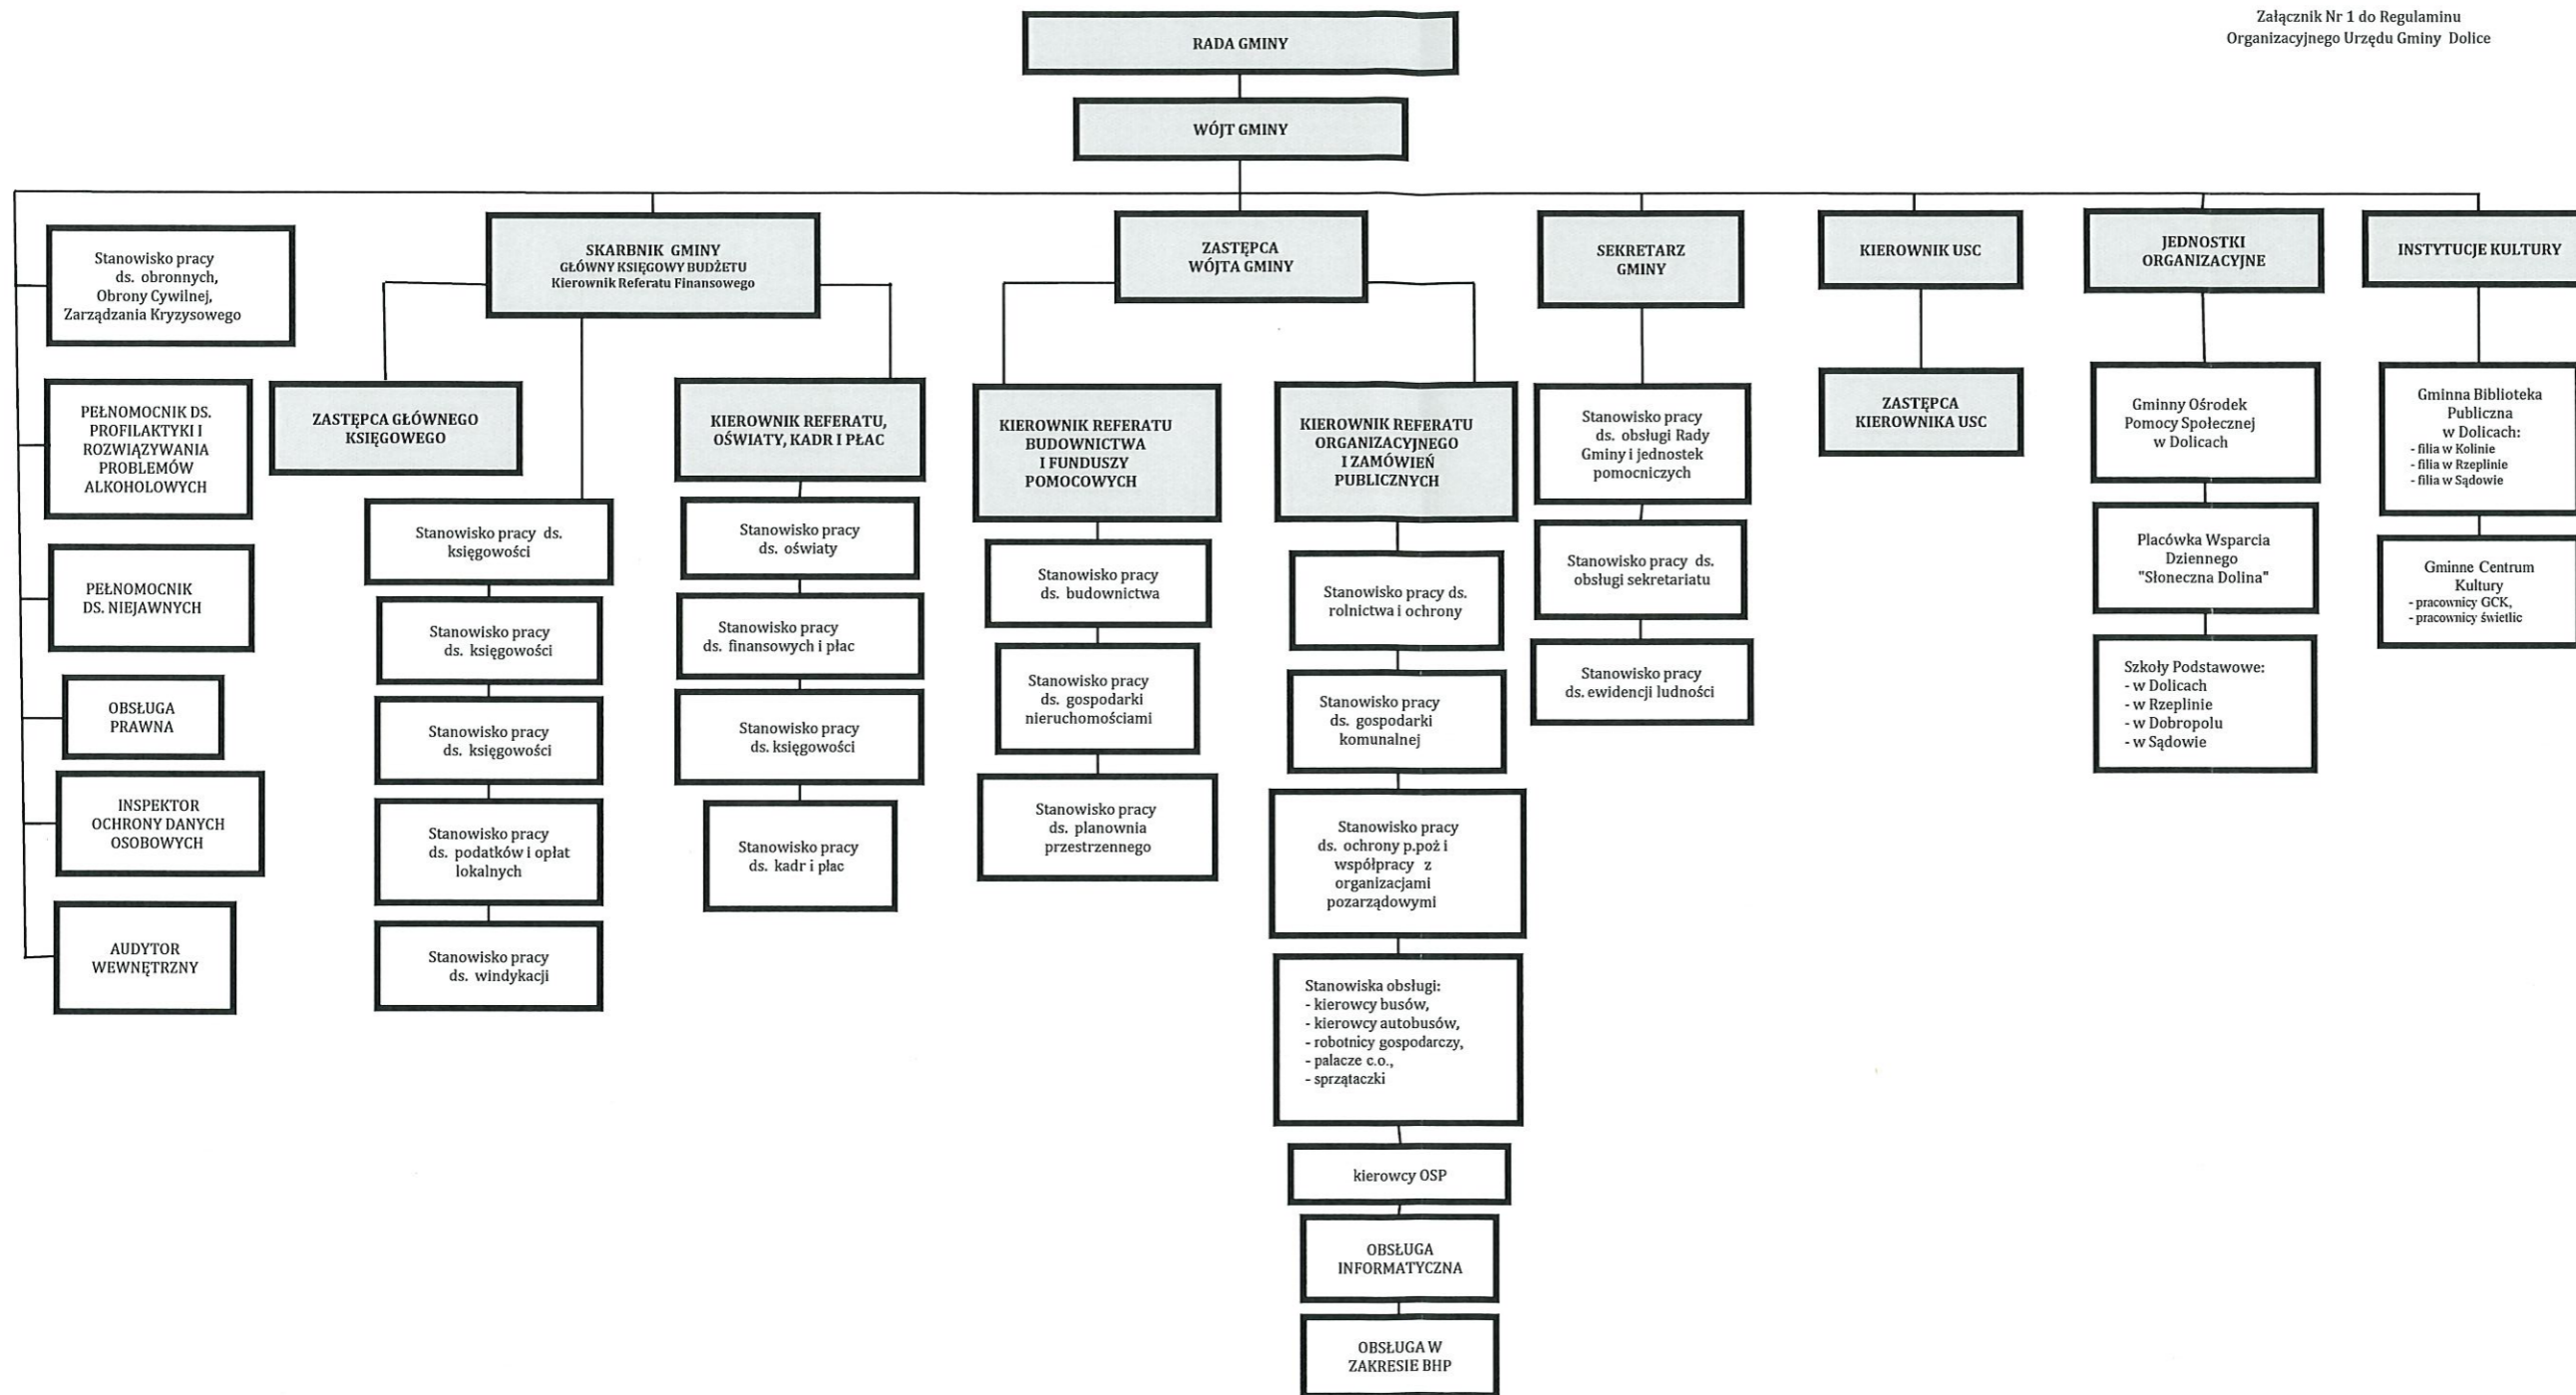 Załącznik Nr 1 do Regulaminu
Organizacyjnego Urzędu Gminy Dolice
RADA GMINY
WÓJT GMINY
Stanowisko pracy
ds. obronnych,
Obrony Cywilnej,
Zarządzania Kryzysowego
PEŁNOMOCNIK DS.
PROFILAKTYKI I
ROZWIĄZYWANIA
PROBLEMÓW
ALKOHOLOWYCH
PEŁNOMOCNIK
DS. NIEJAWNYCH
OBSŁUGA
PRAWNA
INSPEKTOR
OCHRONY DANYCH
OSOBOWYCH
AUDYTOR
WEWNĘTRZNY
SKARBNIK GMINY
GŁÓWNY KSIĘGOWY BUDŻETU
Kierownik Referatu Finansowego
ZASTĘPCA GŁÓWNEGO
KSIĘGOWEGO
Stanowisko pracy ds.
księgowości
Stanowisko pracy
ds. księgowości
Stanowisko pracy
ds. księgowości
Stanowisko pracy
ds. podatków i opłat
lokalnych
Stanowisko pracy
ds. windykacji
KIEROWNIK REFERATU,
OŚWIATY, KADR I PŁAC
Stanowisko pracy
ds. oświaty
Stanowisko pracy
ds. finansowych i płac
Stanowisko pracy
ds. księgowości
Stanowisko pracy
ds. kadr i płac
ZASTĘPCA
WÓJTA GMINY
KIEROWNIK REFERATU
BUDOWNICTWA
I FUNDUSZY
POMOCOWYCH
Stanowisko pracy
ds. budownictwa
Stanowisko pracy
ds. gospodarki
nieruchomościami
Stanowisko pracy
ds. planownia
przestrzennego
KIEROWNIK REFERATU
ORGANIZACYJNEGO
I ZAMÓWIEŃ
PUBLICZNYCH
Stanowisko pracy ds.
rolnictwa i ochrony
Stanowisko pracy
ds. gospodarki
komunalnej
Stanowisko pracy
ds. ochrony p.poż i
współpracy z
organizacjami
pozarządowymi
Stanowiska obsługi:
- kierowcy busów,
- kierowcy autobusów,
- robotnicy gospodarczy,
- palacze c.o.,
- sprzątaczki
kierowcy OSP
OBSŁUGA
INFORMATYCZNA
OBSŁUGA W
ZAKRESIE BHP
SEKRETARZ
GMINY
Stanowisko pracy
ds. obsługi Rady
Gminy i jednostek
pomocniczych
Stanowisko pracy ds.
obsługi sekretariatu
Stanowisko pracy
ds. ewidencji ludności
KIEROWNIK USC
ZASTĘPCA
KIEROWNIKA USC
JEDNOSTKI
ORGANIZACYJNE
Gminny Ośrodek
Pomocy Społecznej
w Dolicach
Placówka Wsparcia
Dziennego
"Słoneczna Dolina"
Szkoły Podstawowe:
- w Dolicach
- w Rzeplinie
- w Dobropolu
- w Sądowie
INSTYTUCJE KULTURY
Gminna Biblioteka
Publiczna
w Dolicach:
- filia w Kolinie
- filia w Rzeplinie
- filia w Sądowie
Gminne Centrum
Kultury
- pracownicy GCK,
- pracownicy świetlic